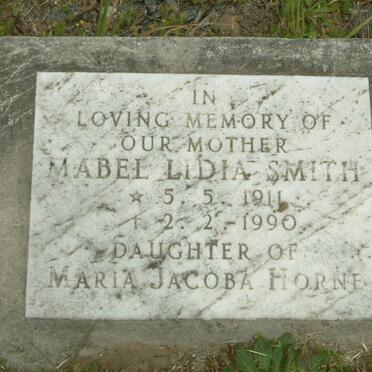 IN
LOVING MEMORY OF
OUR MOTHER
MABEL LIDIA SMITH
☆ 5. 5. 1911
† 2. 2. 1990
DAUGHTER OF
MARIA JACOBA HORNE